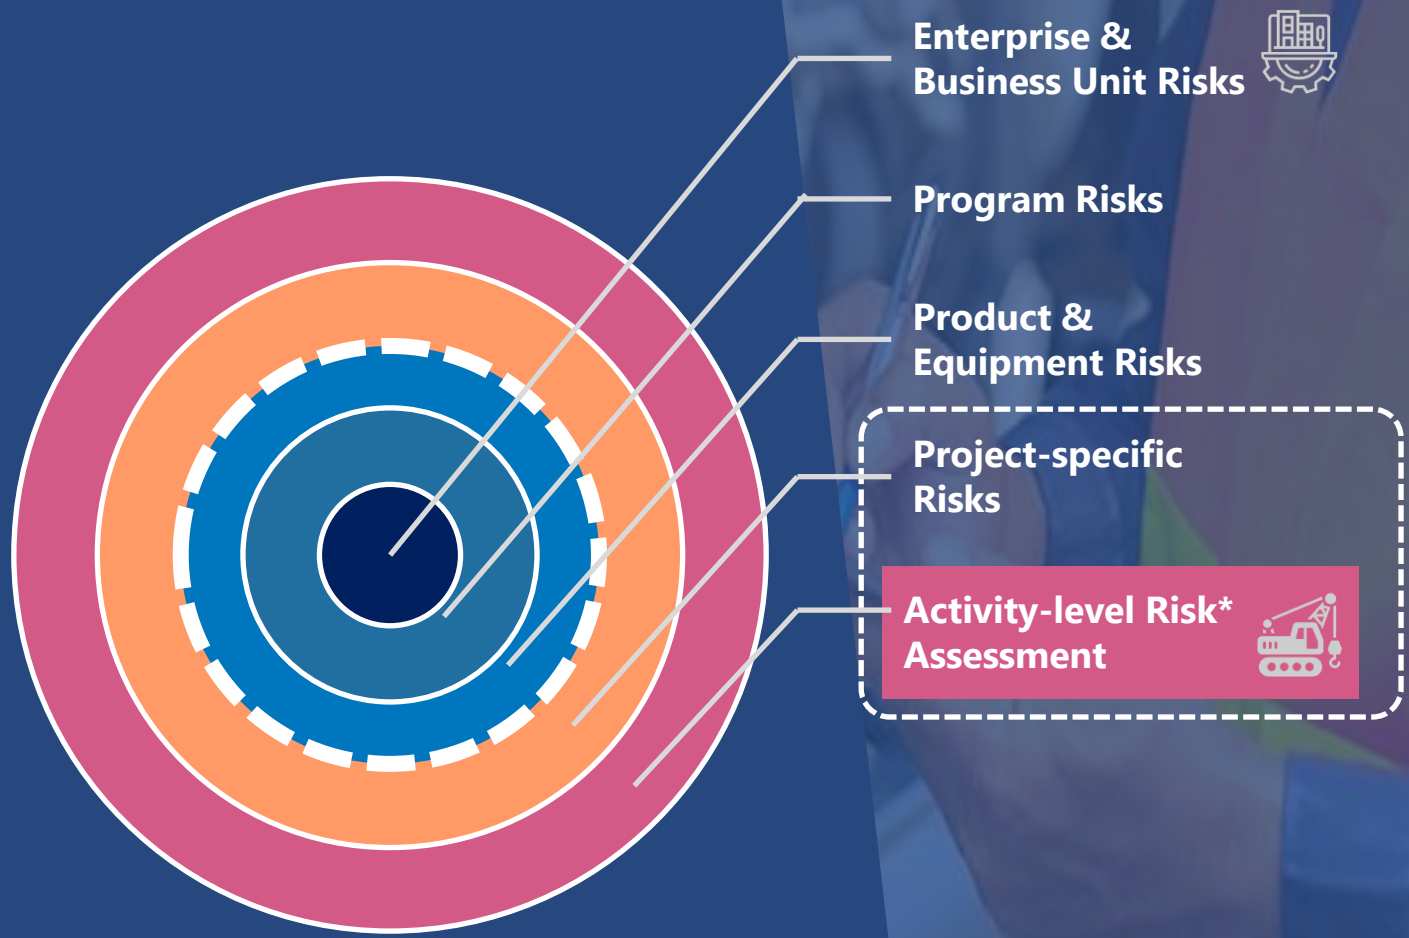 Enterprise &
Business Unit Risks
Program Risks
Product &
Equipment Risks
Project-specific
Risks
Activity-level Risk*
Assessment